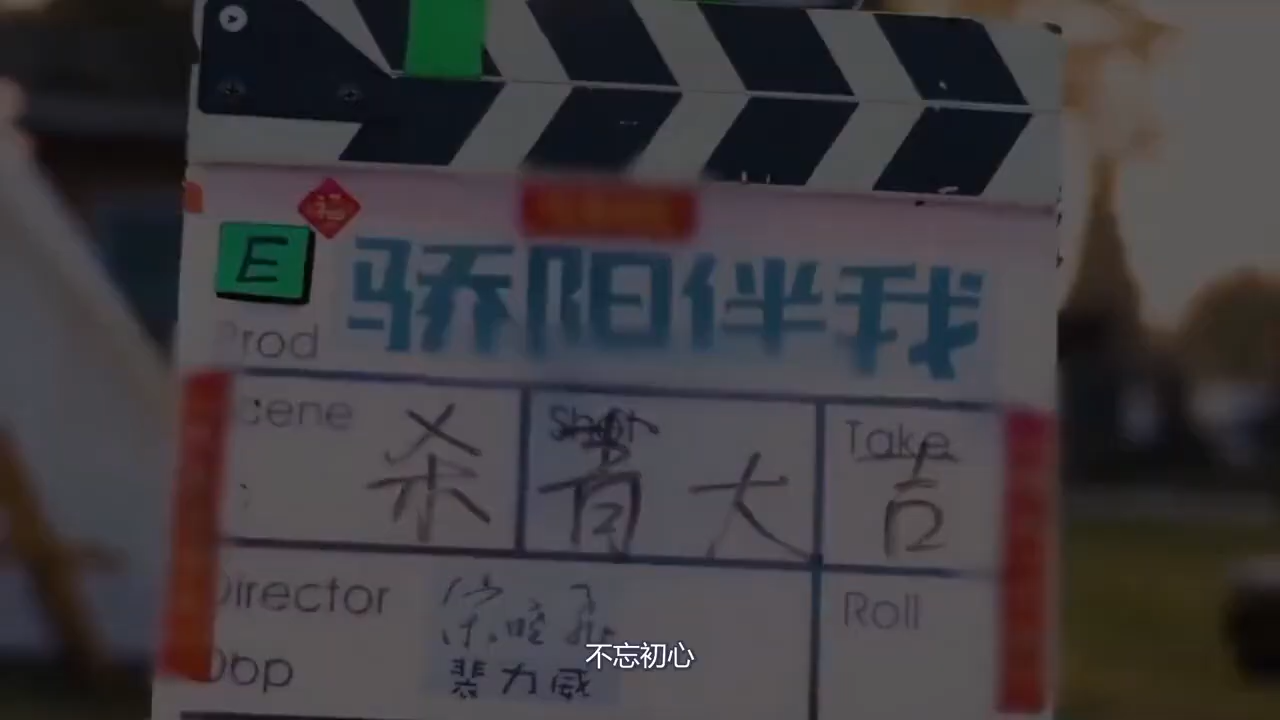 福
E
骄阳伴我
Prod
Scene
Shot
Take
杀青大吉
Director
Roll
裴力威
Dop
不忘初心